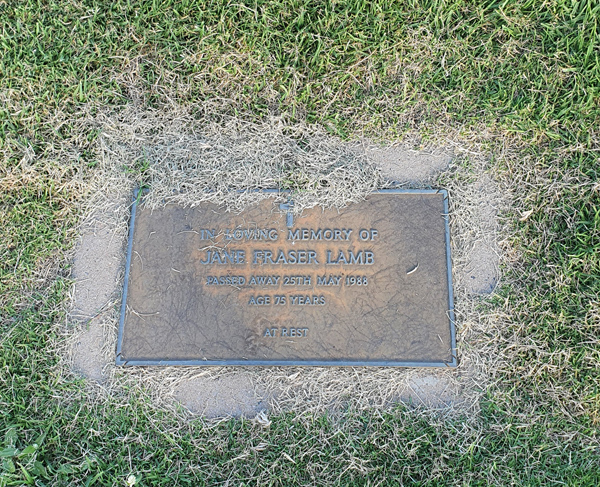 IN LOVING MEMORY OF
JANE FRASER LAMB
PASSED AWAY 25TH MAY 1988
AGE 75 YEARS
AT REST